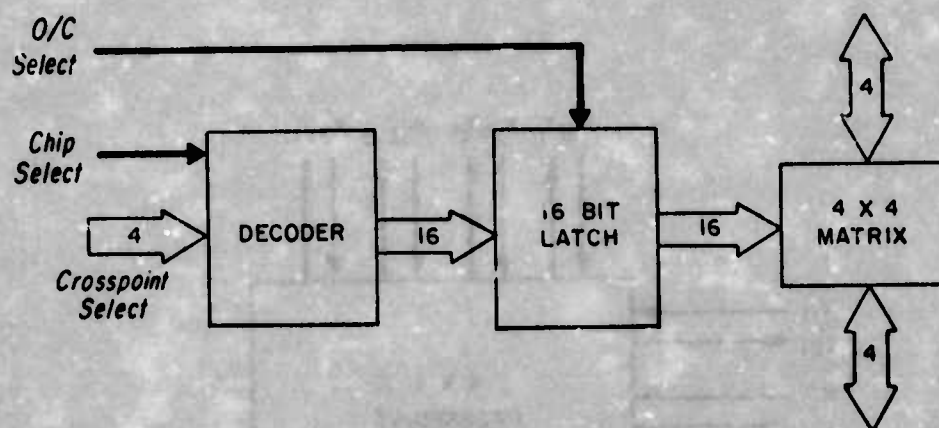 O/C
Select
Chip
Select
4
Crosspoint
Select
DECODER
16
16 BIT
LATCH
16
4 X 4
MATRIX
4
4